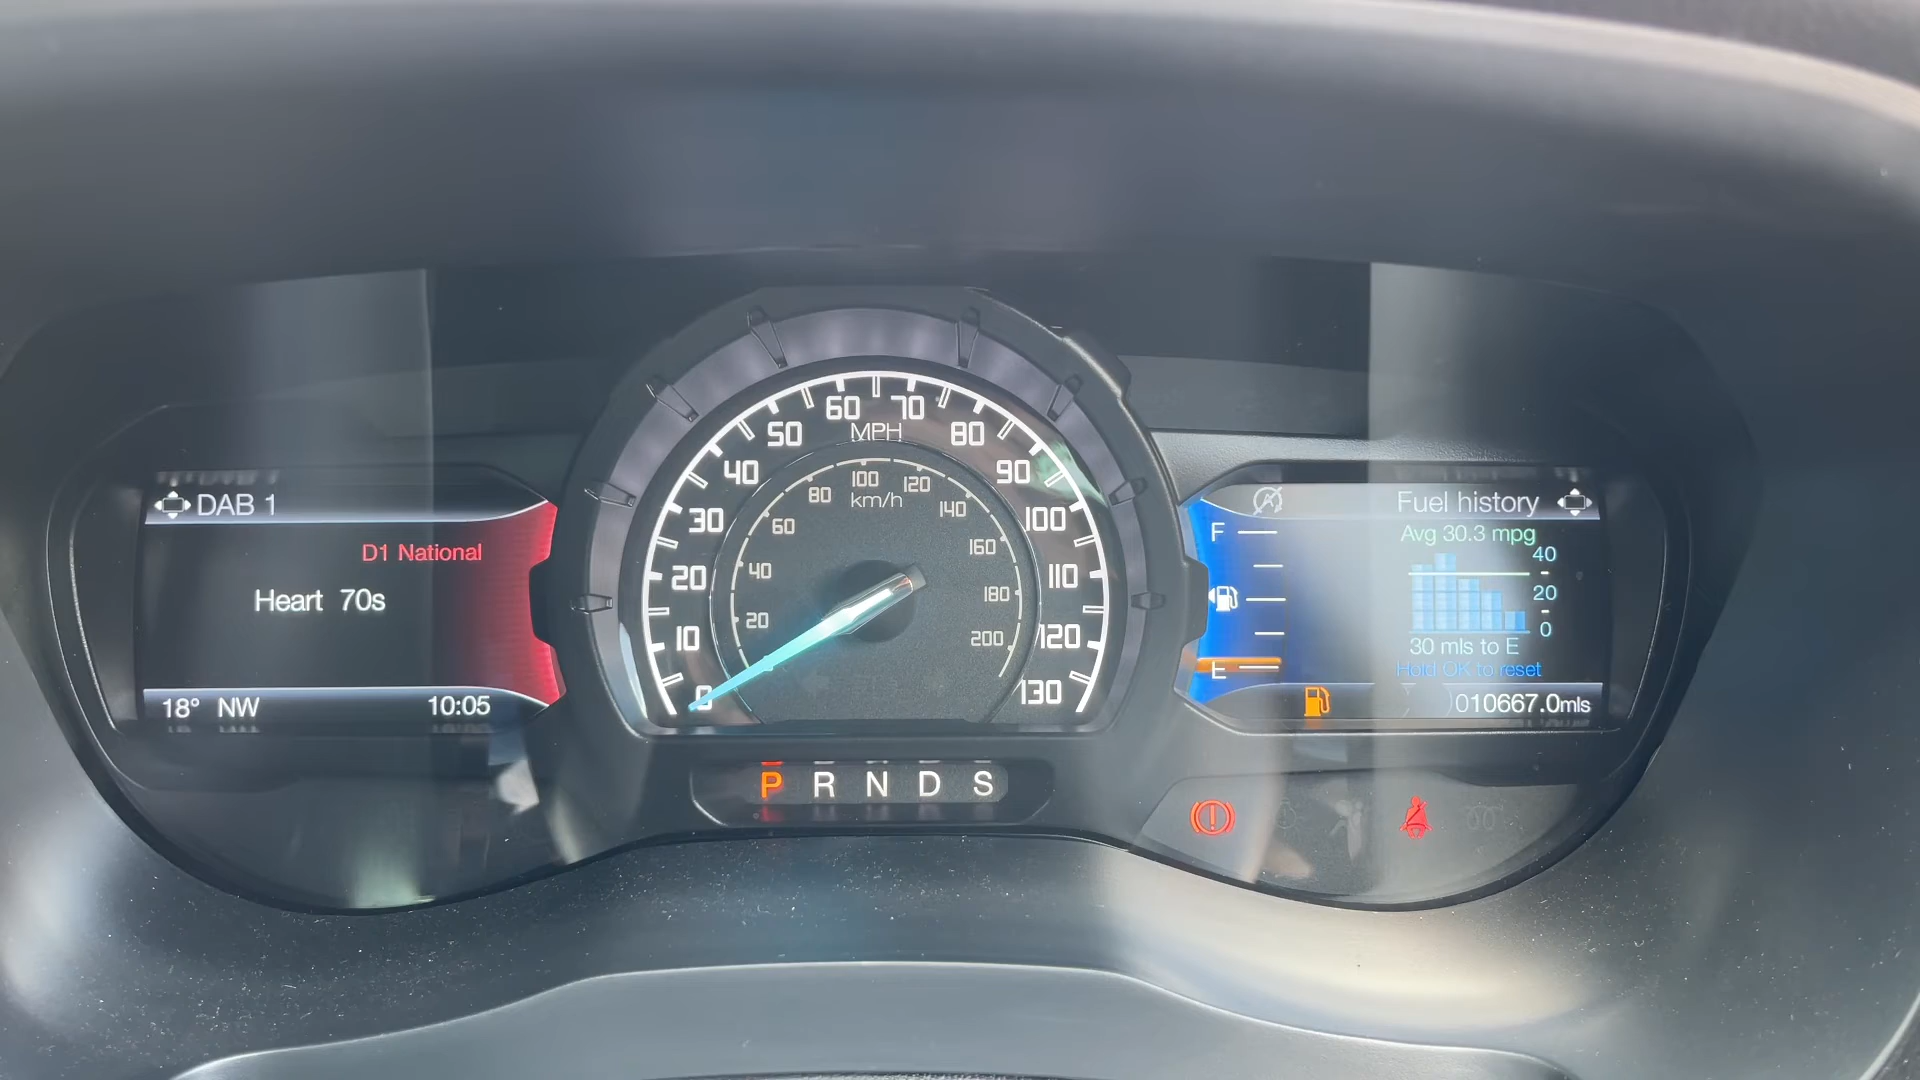 DAB 1
D1 National
Heart 70s
18° NW 10:05
0 10 20 30 40 50 60 70 80 90 100 110 120 130
MPH
20 40 60 80 100 120 140 160 180 200
km/h
P R N D S
Fuel history
Avg 30.3 mpg
40
20
0
30 mls to E
Hold OK to reset
F
E
010667.0mls